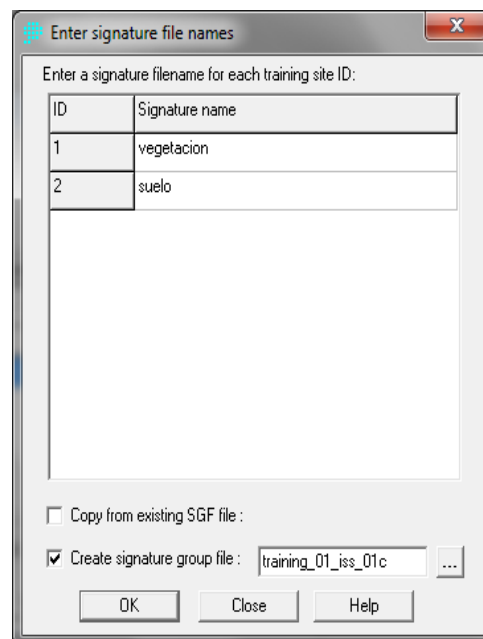 Enter signature file names
X
Enter a signature filename for each training site ID:
ID Signature name
1 vegetacion
2 suelo
Copy from existing SGF file :
Create signature group file : training_01_iss_01c ...
OK Close Help